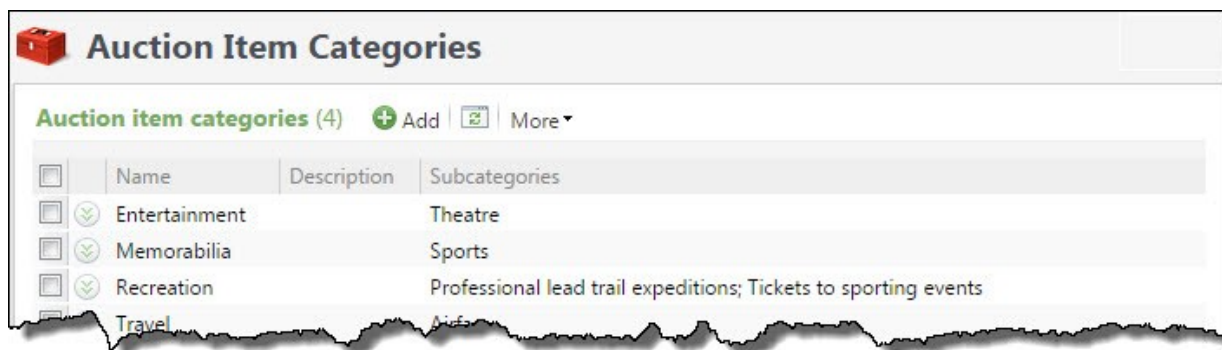 Auction Item Categories
Auction item categories (4) Add More
Name Description Subcategories
Entertainment Theatre
Memorabilia Sports
Recreation Professional lead trail expeditions; Tickets to sporting events
Travel